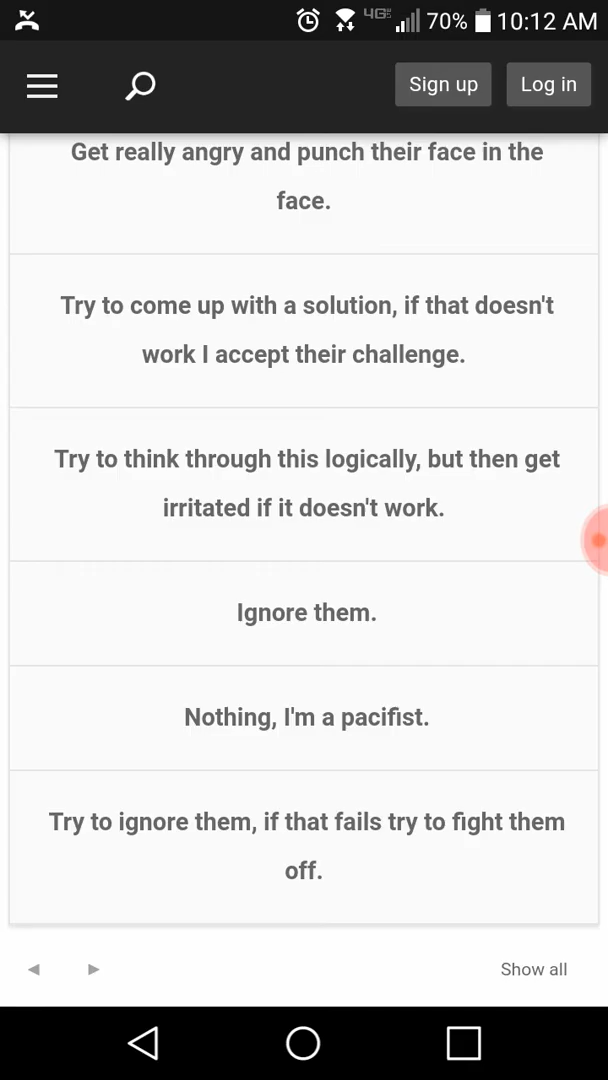 4G 70% 10:12 AM
Sign up Log in
Get really angry and punch their face in the
face.
Try to come up with a solution, if that doesn't
work I accept their challenge.
Try to think through this logically, but then get
irritated if it doesn't work.
Ignore them.
Nothing, I'm a pacifist.
Try to ignore them, if that fails try to fight them
off.
Show all